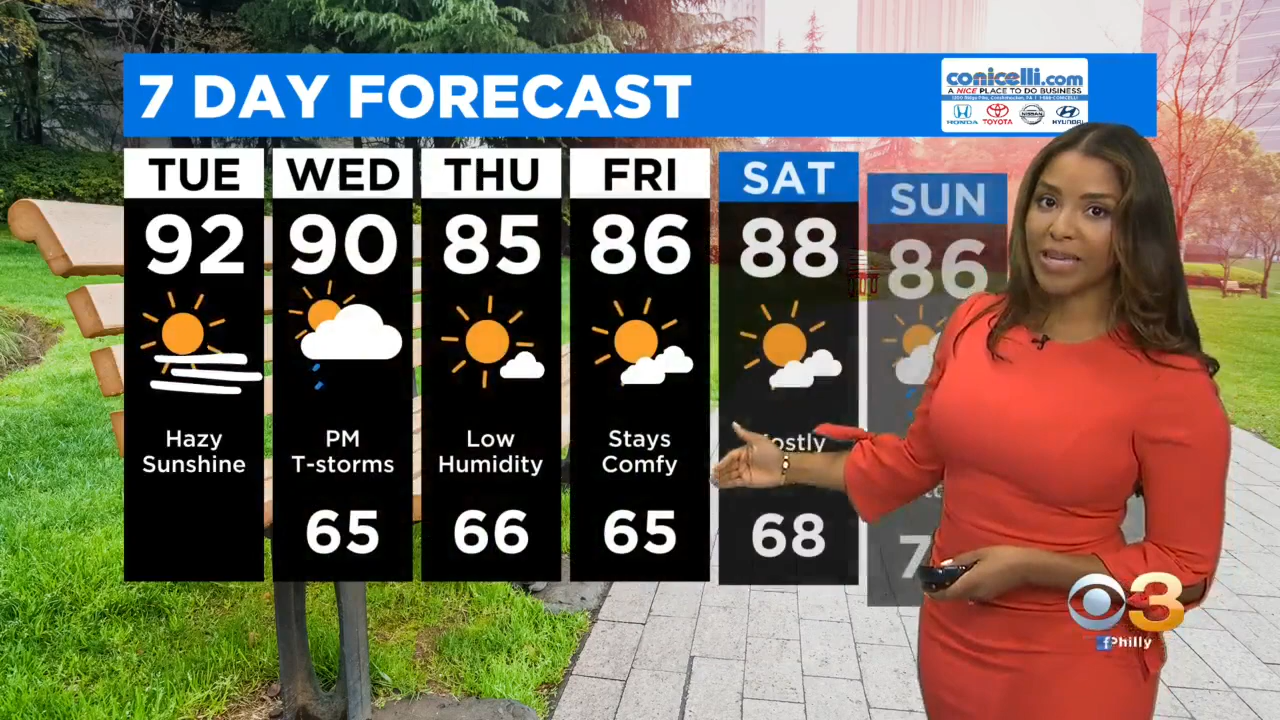 7 DAY FORECAST
conicelli.com
A NICE PLACE TO DO BUSINESS
HONDA TOYOTA NISSAN HYUNDAI
TUE WED THU FRI SAT SUN
92 90 85 86 88 86
Hazy
Sunshine
PM
T-storms
Low
Humidity
Stays
Comfy
65 66 65 68
3
f Philly